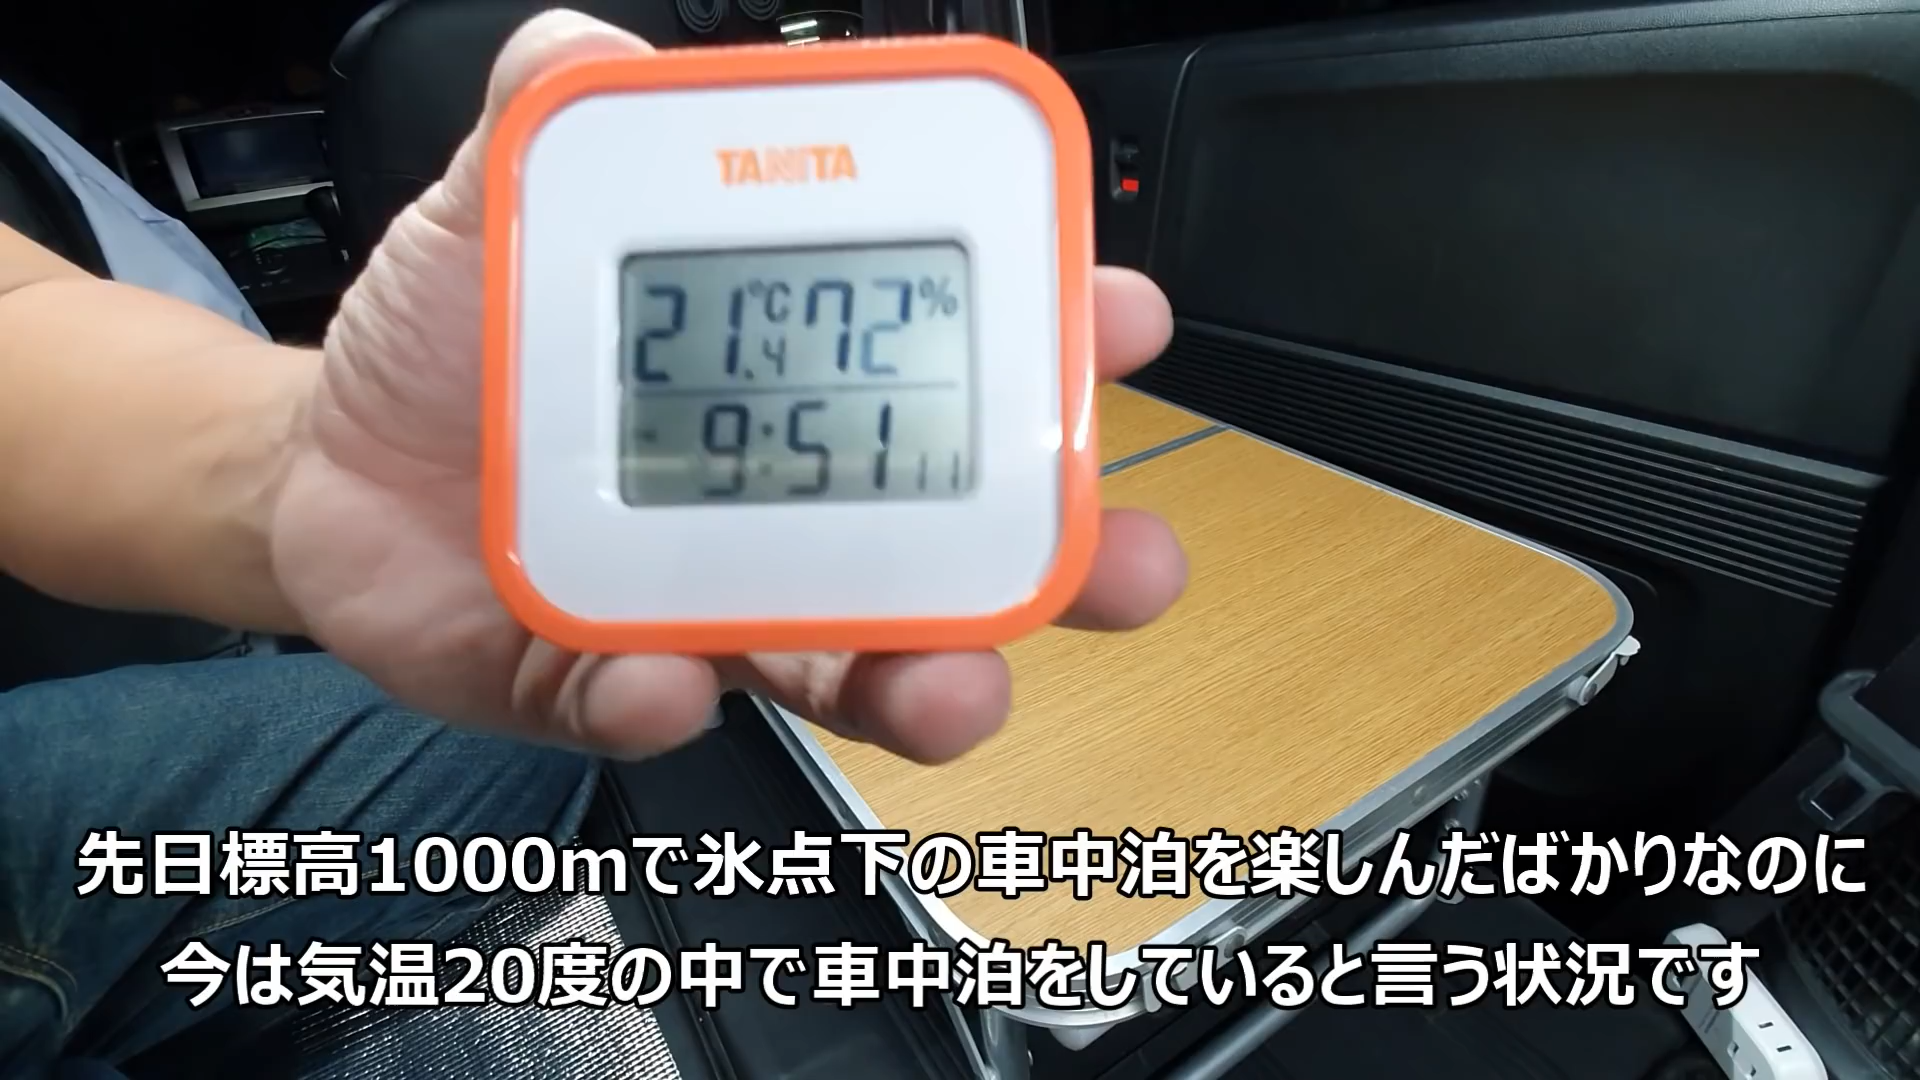 TANITA
21.4℃ 72%
9:51 11
先日標高1000mで氷点下の車中泊を楽しんだばかりなのに
今は気温20度の中で車中泊をしていると言う状況です